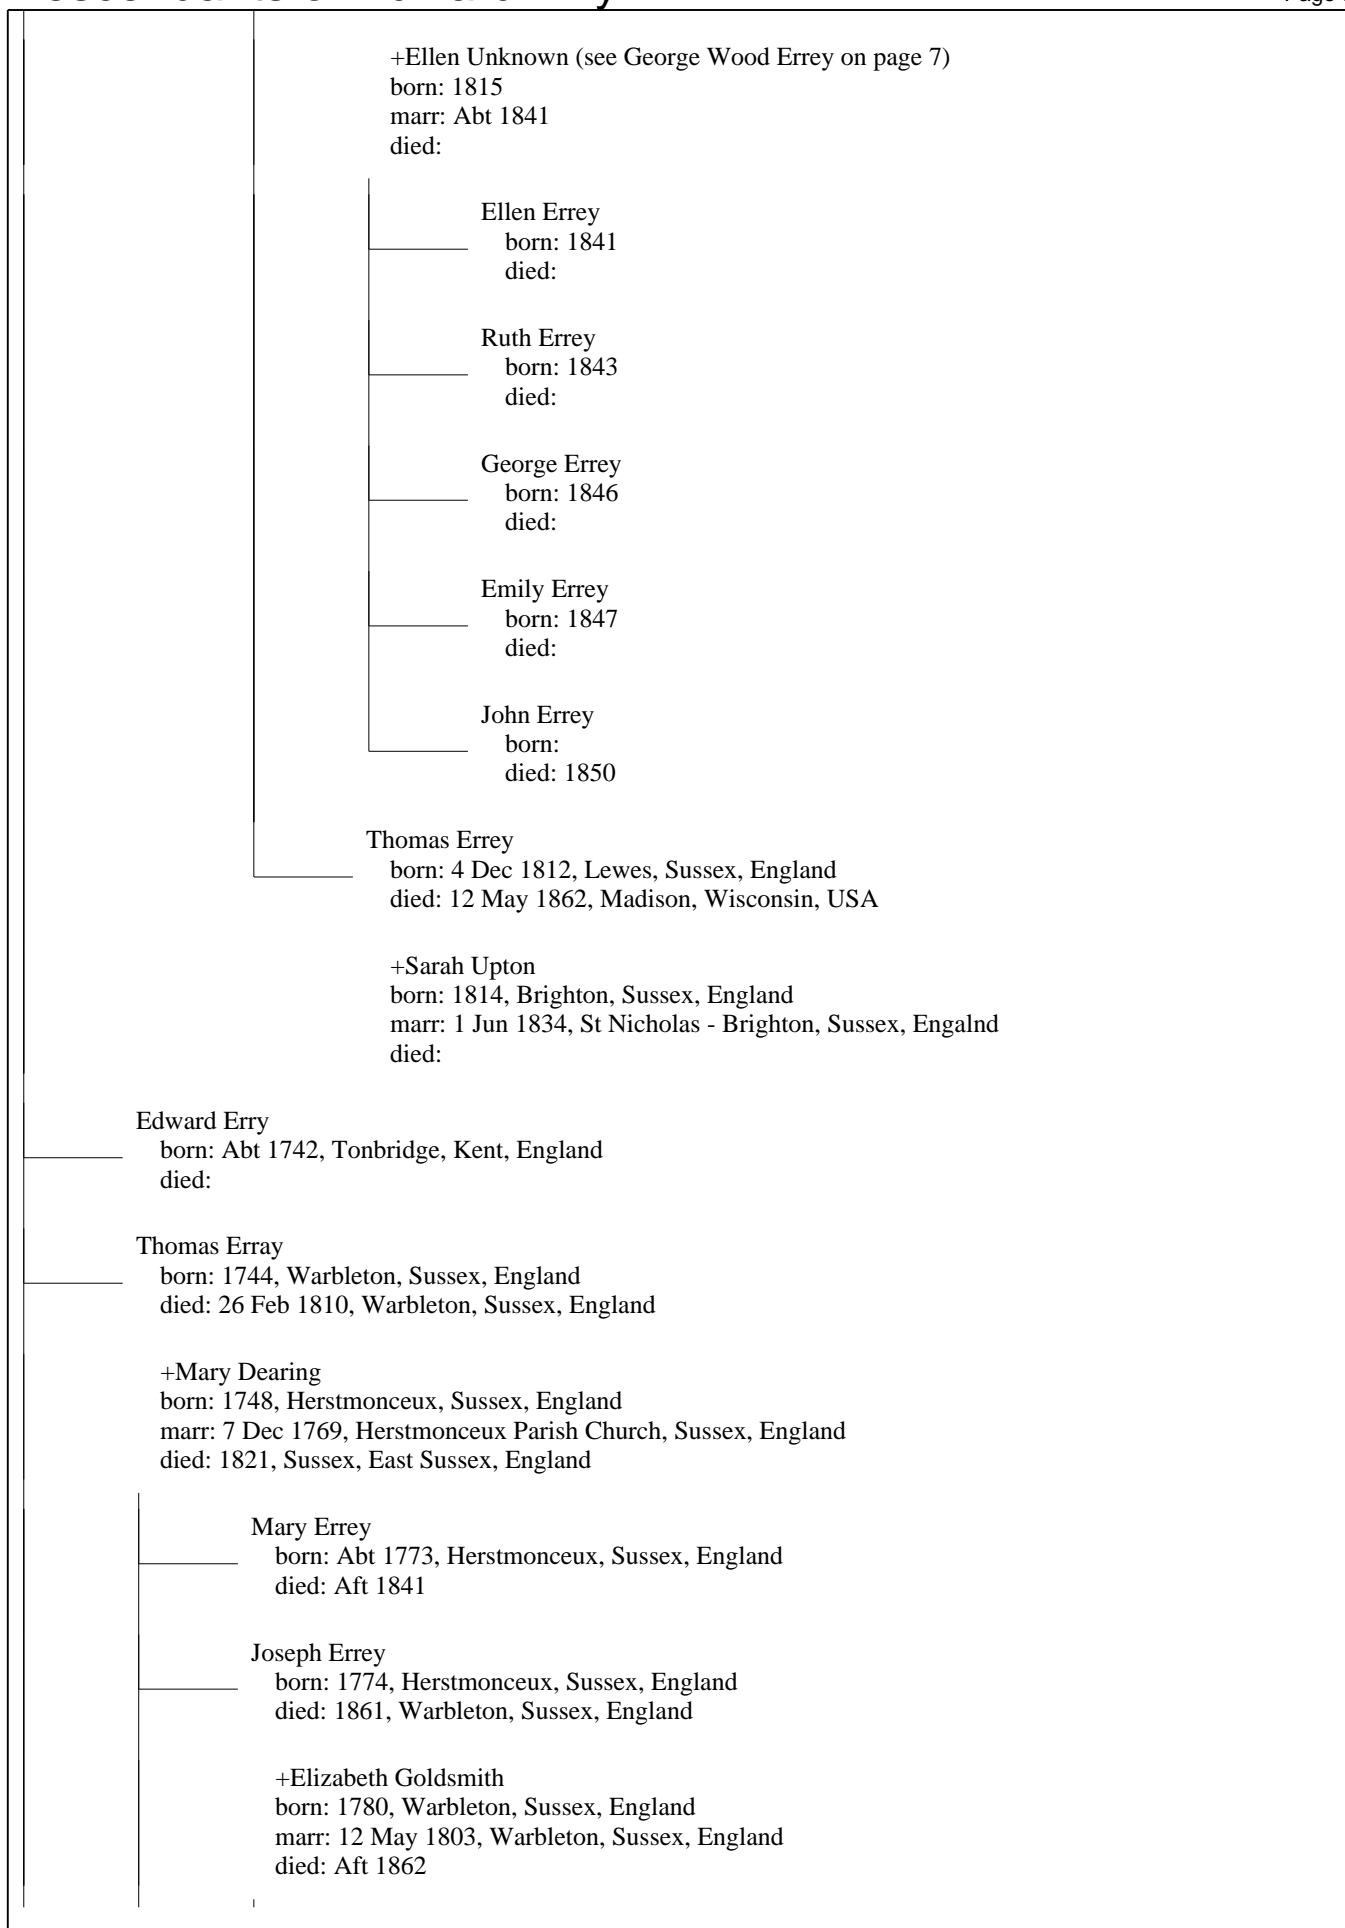 +Ellen Unknown (see George Wood Errey on page 7)
born: 1815
marr: Abt 1841
died:
Ellen Errey
born: 1841
died:
Ruth Errey
born: 1843
died:
George Errey
born: 1846
died:
Emily Errey
born: 1847
died:
John Errey
born:
died: 1850
Thomas Errey
born: 4 Dec 1812, Lewes, Sussex, England
died: 12 May 1862, Madison, Wisconsin, USA
+Sarah Upton
born: 1814, Brighton, Sussex, England
marr: 1 Jun 1834, St Nicholas - Brighton, Sussex, Engalnd
died:
Edward Erry
born: Abt 1742, Tonbridge, Kent, England
died:
Thomas Erray
born: 1744, Warbleton, Sussex, England
died: 26 Feb 1810, Warbleton, Sussex, England
+Mary Dearing
born: 1748, Herstmonceux, Sussex, England
marr: 7 Dec 1769, Herstmonceux Parish Church, Sussex, England
died: 1821, Sussex, East Sussex, England
Mary Errey
born: Abt 1773, Herstmonceux, Sussex, England
died: Aft 1841
Joseph Errey
born: 1774, Herstmonceux, Sussex, England
died: 1861, Warbleton, Sussex, England
+Elizabeth Goldsmith
born: 1780, Warbleton, Sussex, England
marr: 12 May 1803, Warbleton, Sussex, England
died: Aft 1862